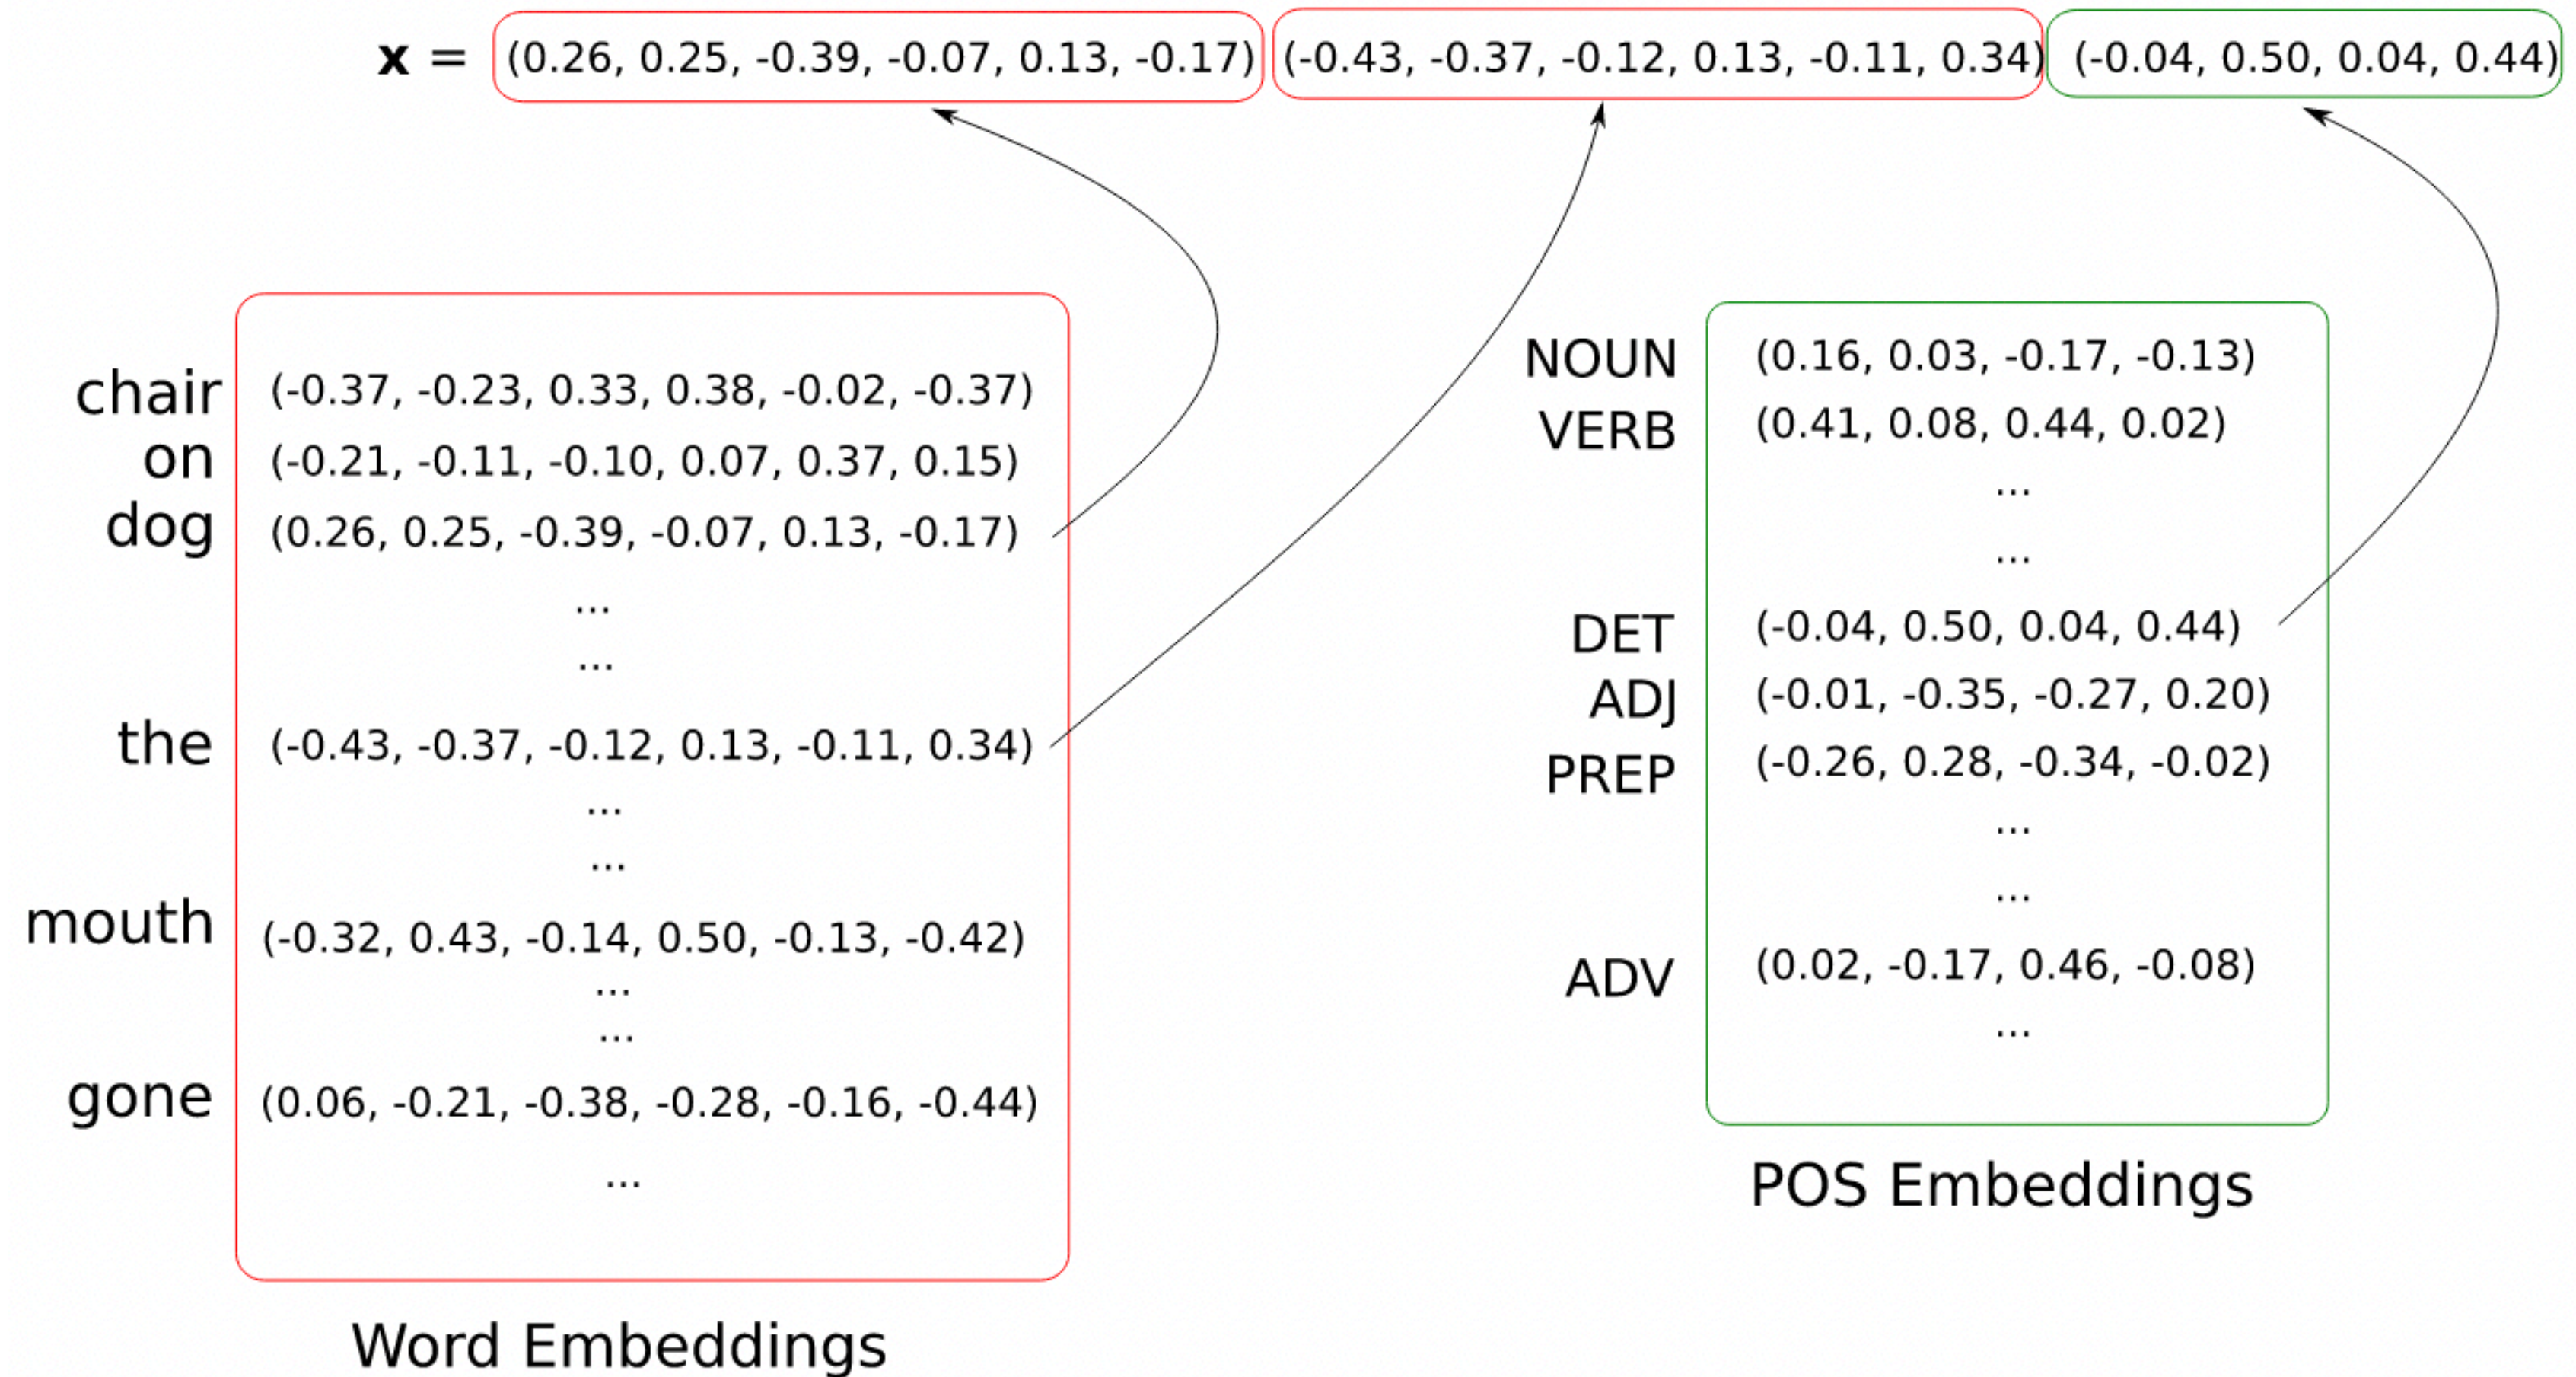 x = (0.26, 0.25, -0.39, -0.07, 0.13, -0.17) (-0.43, -0.37, -0.12, 0.13, -0.11, 0.34) (-0.04, 0.50, 0.04, 0.44)
chair (-0.37, -0.23, 0.33, 0.38, -0.02, -0.37)
on (-0.21, -0.11, -0.10, 0.07, 0.37, 0.15)
dog (0.26, 0.25, -0.39, -0.07, 0.13, -0.17)
...
...
the (-0.43, -0.37, -0.12, 0.13, -0.11, 0.34)
...
...
mouth (-0.32, 0.43, -0.14, 0.50, -0.13, -0.42)
...
...
gone (0.06, -0.21, -0.38, -0.28, -0.16, -0.44)
...
Word Embeddings
NOUN (0.16, 0.03, -0.17, -0.13)
VERB (0.41, 0.08, 0.44, 0.02)
...
...
DET (-0.04, 0.50, 0.04, 0.44)
ADJ (-0.01, -0.35, -0.27, 0.20)
PREP (-0.26, 0.28, -0.34, -0.02)
...
...
ADV (0.02, -0.17, 0.46, -0.08)
...
POS Embeddings